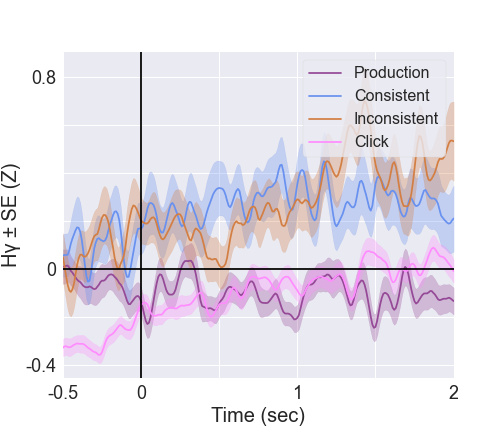 Production
Consistent
Inconsistent
Click
Hγ ± SE (Z)
0.8
0
-0.4
-0.5
0
1
2
Time (sec)